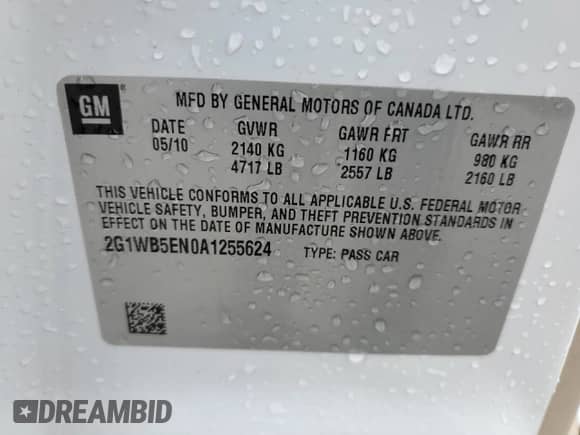 GM
MFD BY GENERAL MOTORS OF CANADA LTD.
DATE GVWR GAWR FRT GAWR RR
05/10 2140 KG 1160 KG 980 KG
4717 LB 2557 LB 2160 LB
THIS VEHICLE CONFORMS TO ALL APPLICABLE U.S. FEDERAL MOTOR
VEHICLE SAFETY, BUMPER, AND THEFT PREVENTION STANDARDS IN
EFFECT ON THE DATE OF MANUFACTURE SHOWN ABOVE.
2G1WB5EN0A1255624 TYPE: PASS CAR
DREAMBID